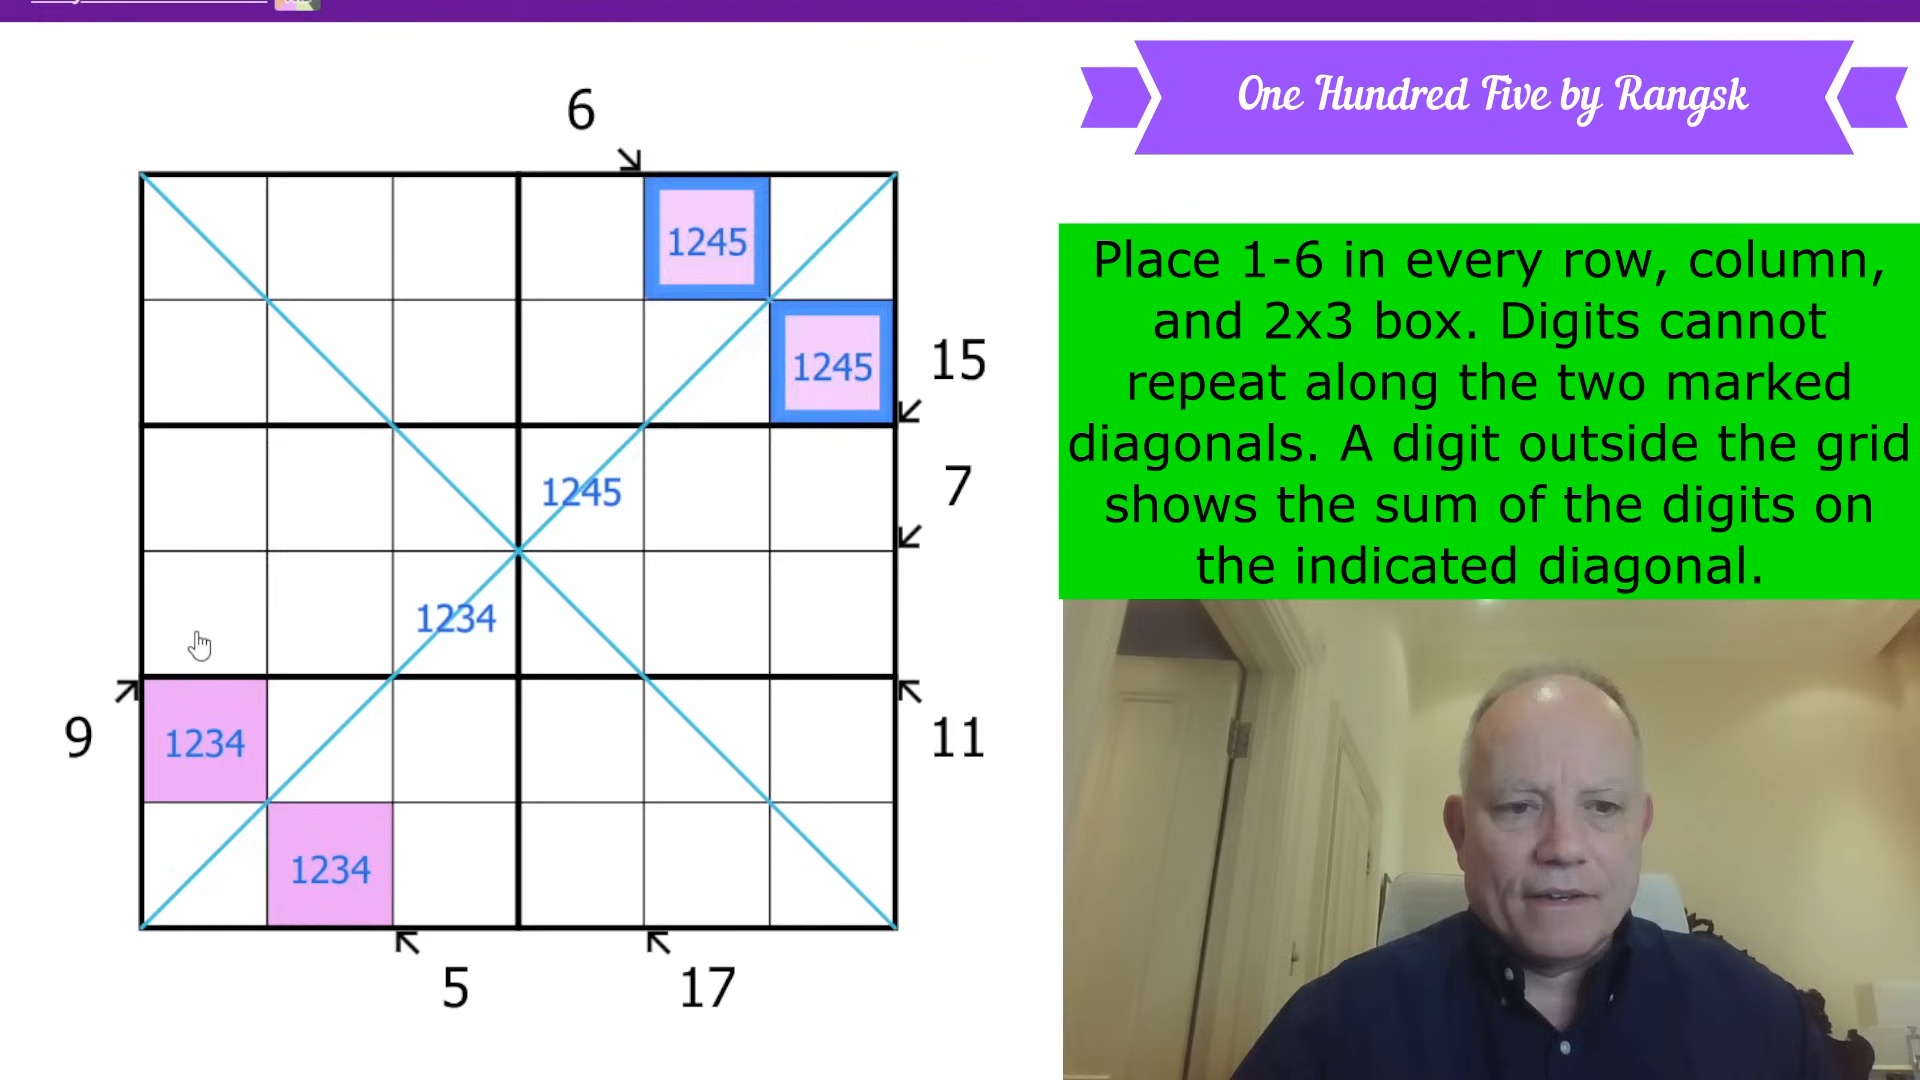 One Hundred Five by Rangsk
Place 1-6 in every row, column,
and 2x3 box. Digits cannot
repeat along the two marked
diagonals. A digit outside the grid
shows the sum of the digits on
the indicated diagonal.
6
1245
1245
15
1245
7
1234
1234
9
11
1234
5
17